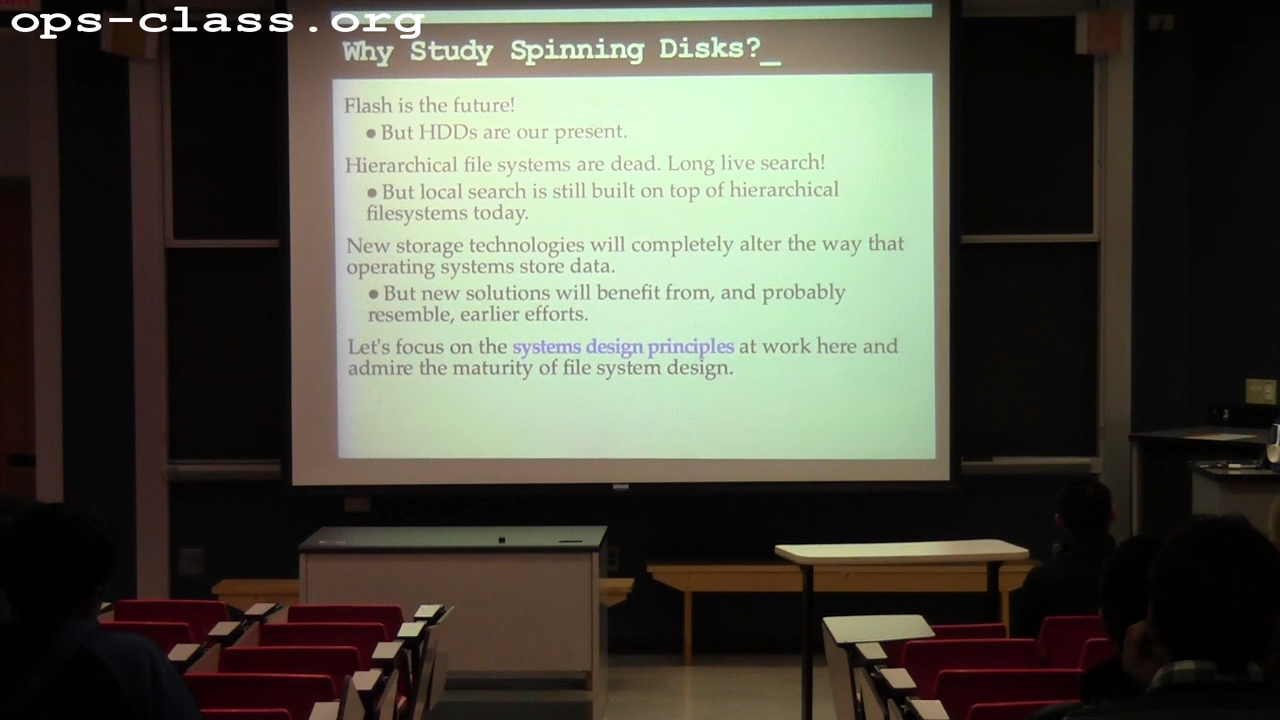 ops-class.org
Why Study Spinning Disks?_
Flash is the future!
● But HDDs are our present.
Hierarchical file systems are dead. Long live search!
● But local search is still built on top of hierarchical
filesystems today.
New storage technologies will completely alter the way that
operating systems store data.
● But new solutions will benefit from, and probably
resemble, earlier efforts.
Let's focus on the systems design principles at work here and
admire the maturity of file system design.